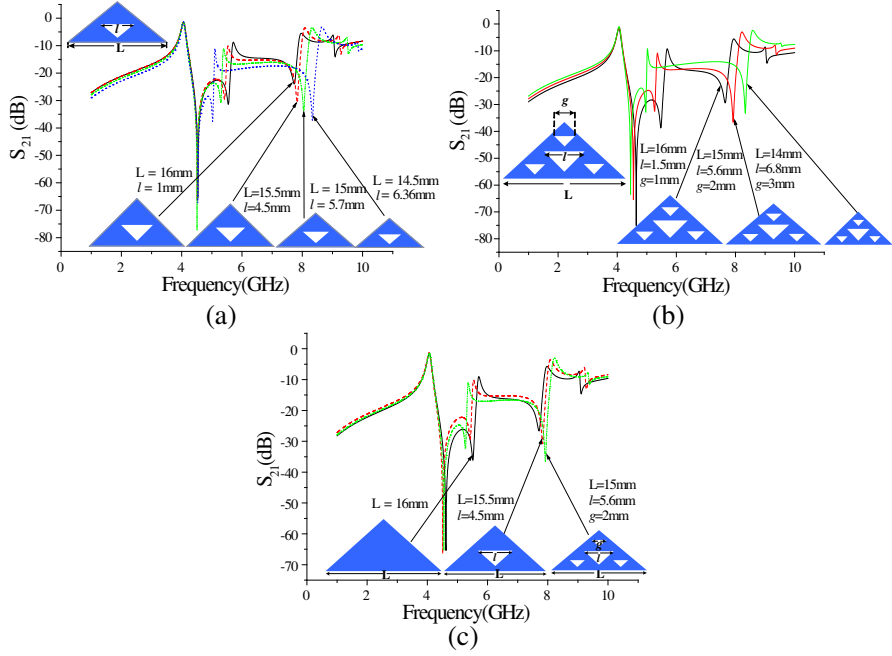 0
-10
-20
-30
-40
-50
-60
-70
-80
S21 (dB)
l
L
L = 16mm
l = 1mm
L=15.5mm
l=4.5mm
L = 15mm
l = 5.7mm
L = 14.5mm
l = 6.36mm
0 2 4 6 8 10
Frequency(GHz)
(a)
0
-10
-20
-30
-40
-50
-60
-70
-80
S21 (dB)
g
l
L
L=16mm
l=1.5mm
g=1mm
L=15mm
l=5.6mm
g=2mm
L=14mm
l=6.8mm
g=3mm
0 2 4 6 8 10
Frequency(GHz)
(b)
0
-10
-20
-30
-40
-50
-60
-70
S21(dB)
L = 16mm
L=15.5mm
l=4.5mm
L=15mm
l=5.6mm
g=2mm
L
l
L
g
l
L
0 2 4 6 8 10
Frequency(GHz)
(c)